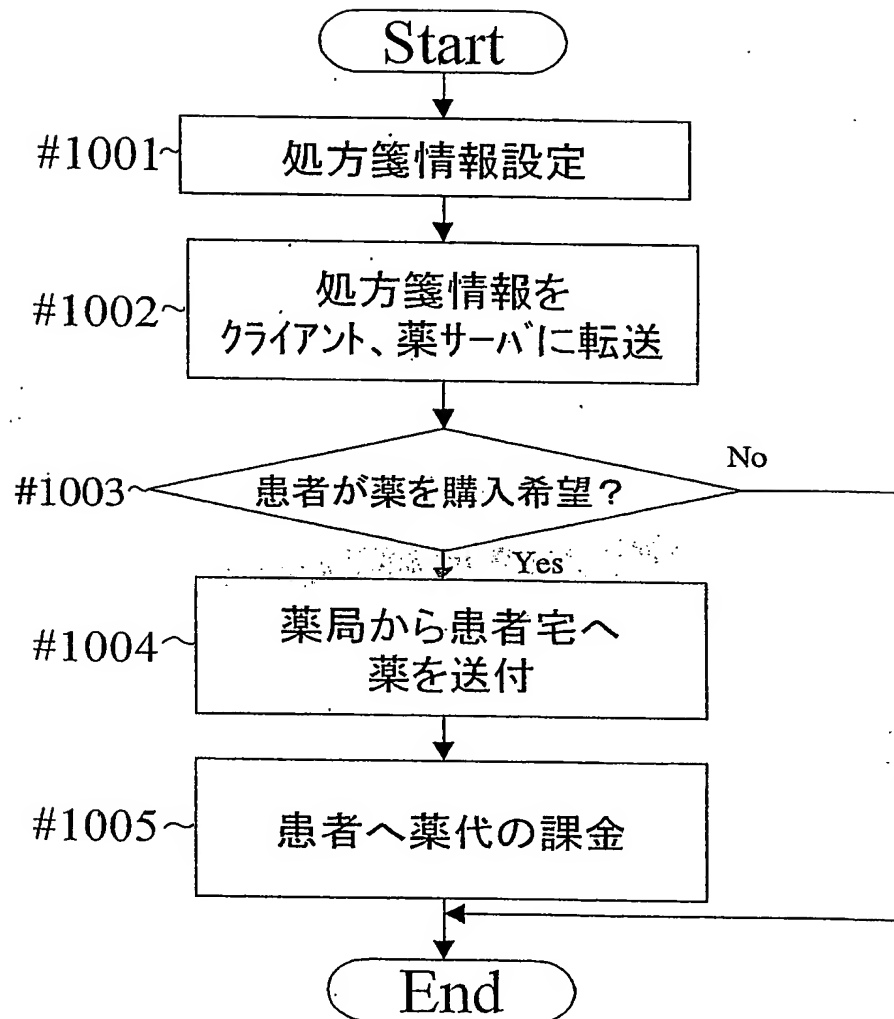 Start
#1001~
処方箋情報設定
#1002~
処方箋情報を
クライアント、薬サーバに転送
#1003~
患者が薬を購入希望?
No
Yes
#1004~
薬局から患者宅へ
薬を送付
#1005~
患者へ薬代の課金
End